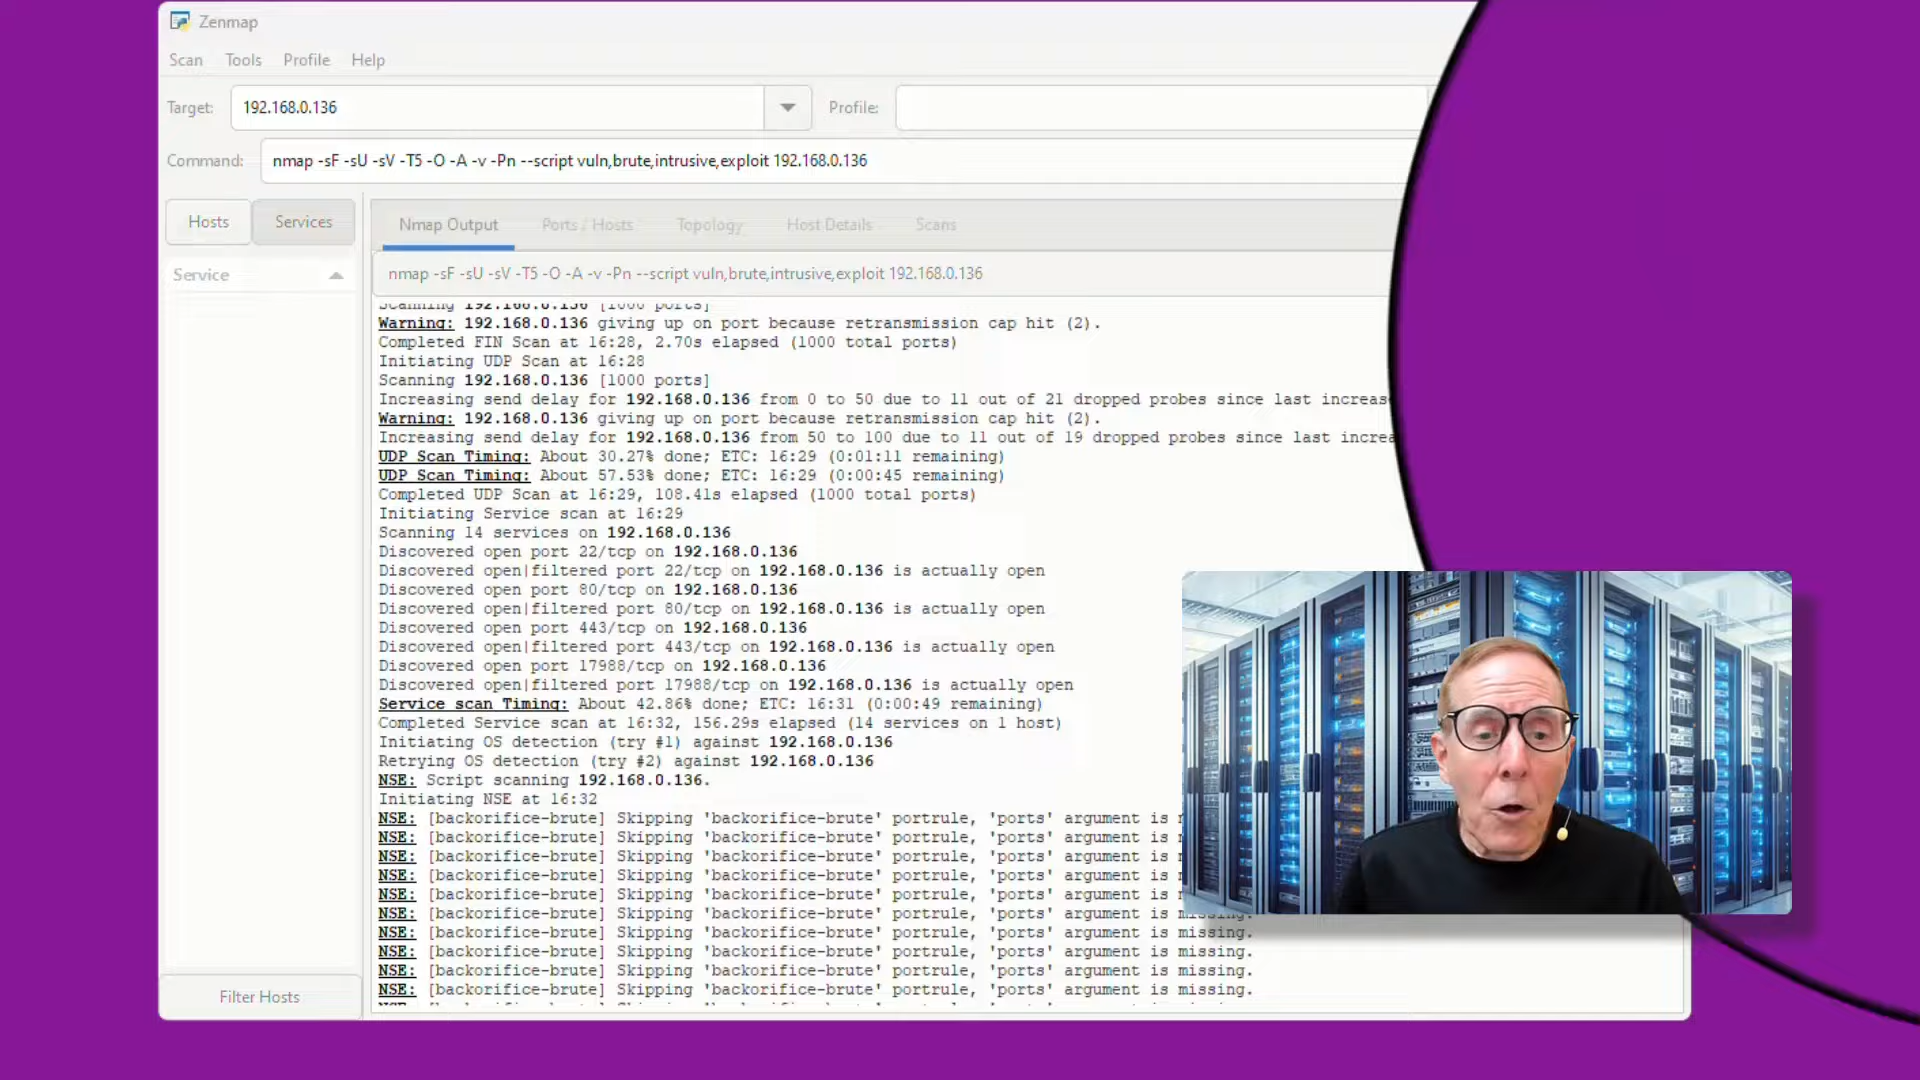 Zenmap
Scan Tools Profile Help
Target: 192.168.0.136 Profile:
Command: nmap -sF -sU -sV -T5 -O -A -v -Pn --script vuln,brute,intrusive,exploit 192.168.0.136
Hosts Services Nmap Output Ports / Hosts Topology Host Details Scans
Service nmap -sF -sU -sV -T5 -O -A -v -Pn --script vuln,brute,intrusive,exploit 192.168.0.136
Scanning 192.168.0.136 [1000 ports]
Warning: 192.168.0.136 giving up on port because retransmission cap hit (2).
Completed FIN Scan at 16:28, 2.70s elapsed (1000 total ports)
Initiating UDP Scan at 16:28
Scanning 192.168.0.136 [1000 ports]
Increasing send delay for 192.168.0.136 from 0 to 50 due to 11 out of 21 dropped probes since last increas
Warning: 192.168.0.136 giving up on port because retransmission cap hit (2).
Increasing send delay for 192.168.0.136 from 50 to 100 due to 11 out of 19 dropped probes since last increa
UDP Scan Timing: About 30.27% done; ETC: 16:29 (0:01:11 remaining)
UDP Scan Timing: About 57.53% done; ETC: 16:29 (0:00:45 remaining)
Completed UDP Scan at 16:29, 108.41s elapsed (1000 total ports)
Initiating Service scan at 16:29
Scanning 14 services on 192.168.0.136
Discovered open port 22/tcp on 192.168.0.136
Discovered open|filtered port 22/tcp on 192.168.0.136 is actually open
Discovered open port 80/tcp on 192.168.0.136
Discovered open|filtered port 80/tcp on 192.168.0.136 is actually open
Discovered open port 443/tcp on 192.168.0.136
Discovered open|filtered port 443/tcp on 192.168.0.136 is actually open
Discovered open port 17988/tcp on 192.168.0.136
Discovered open|filtered port 17988/tcp on 192.168.0.136 is actually open
Service scan Timing: About 42.86% done; ETC: 16:31 (0:00:49 remaining)
Completed Service scan at 16:32, 156.29s elapsed (14 services on 1 host)
Initiating OS detection (try #1) against 192.168.0.136
Retrying OS detection (try #2) against 192.168.0.136
NSE: Script scanning 192.168.0.136.
Initiating NSE at 16:32
NSE: [backorifice-brute] Skipping 'backorifice-brute' portrule, 'ports' argument is
NSE: [backorifice-brute] Skipping 'backorifice-brute' portrule, 'ports' argument is
NSE: [backorifice-brute] Skipping 'backorifice-brute' portrule, 'ports' argument is
NSE: [backorifice-brute] Skipping 'backorifice-brute' portrule, 'ports' argument is
NSE: [backorifice-brute] Skipping 'backorifice-brute' portrule, 'ports' argument is
NSE: [backorifice-brute] Skipping 'backorifice-brute' portrule, 'ports' argument is missing.
NSE: [backorifice-brute] Skipping 'backorifice-brute' portrule, 'ports' argument is missing.
NSE: [backorifice-brute] Skipping 'backorifice-brute' portrule, 'ports' argument is missing.
NSE: [backorifice-brute] Skipping 'backorifice-brute' portrule, 'ports' argument is missing.
NSE: [backorifice-brute] Skipping 'backorifice-brute' portrule, 'ports' argument is missing.
Filter Hosts